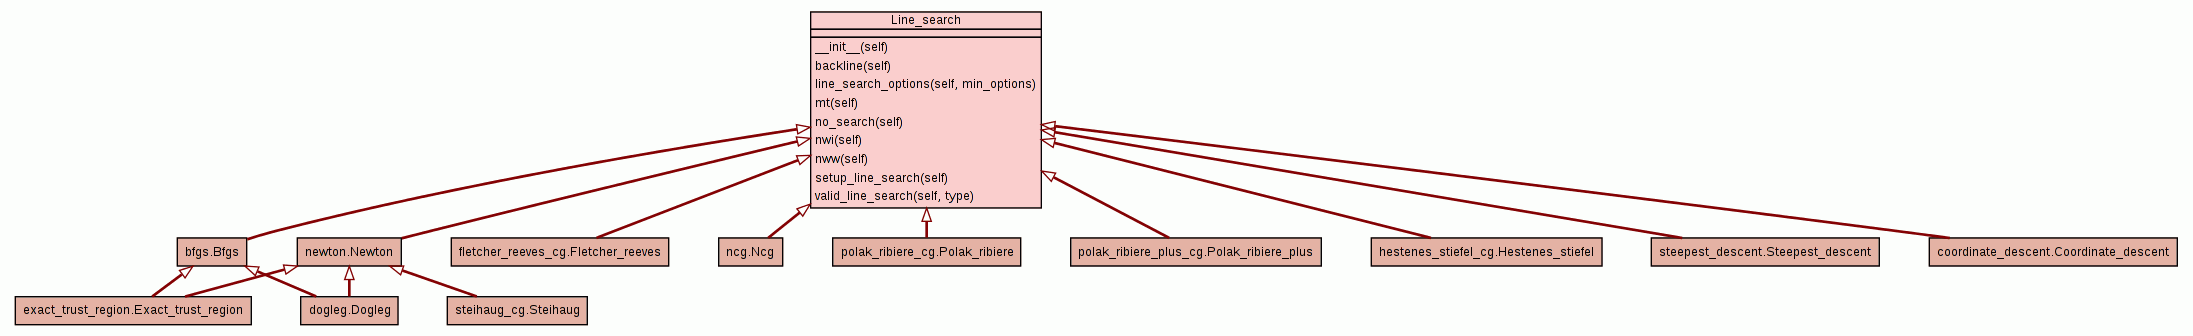 Line_search
__init__(self)
backline(self)
line_search_options(self, min_options)
mt(self)
no_search(self)
nwi(self)
nww(self)
setup_line_search(self)
valid_line_search(self, type)
bfgs.Bfgs
newton.Newton
fletcher_reeves_cg.Fletcher_reeves
ncg.Ncg
polak_ribiere_cg.Polak_ribiere
polak_ribiere_plus_cg.Polak_ribiere_plus
hestenes_stiefel_cg.Hestenes_stiefel
steepest_descent.Steepest_descent
coordinate_descent.Coordinate_descent
exact_trust_region.Exact_trust_region
dogleg.Dogleg
steihaug_cg.Steihaug